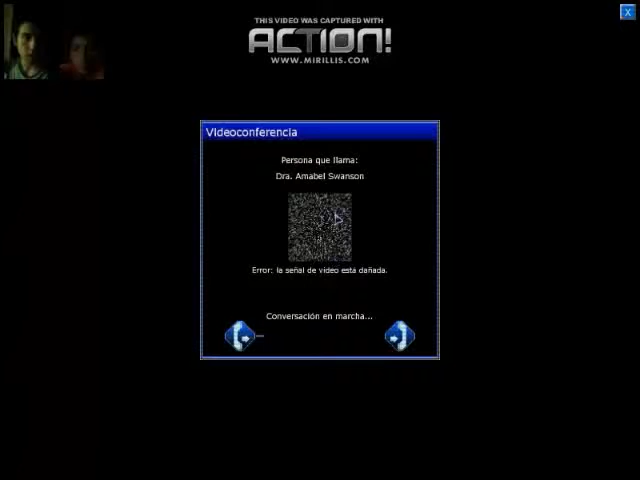 THIS VIDEO WAS CAPTURED WITH
ACTION!
WWW.MIRILLIS.COM
X
Videoconferencia
Persona que llama:
Dra. Amabel Swanson
Error: la señal de vídeo está dañada.
Conversación en marcha...